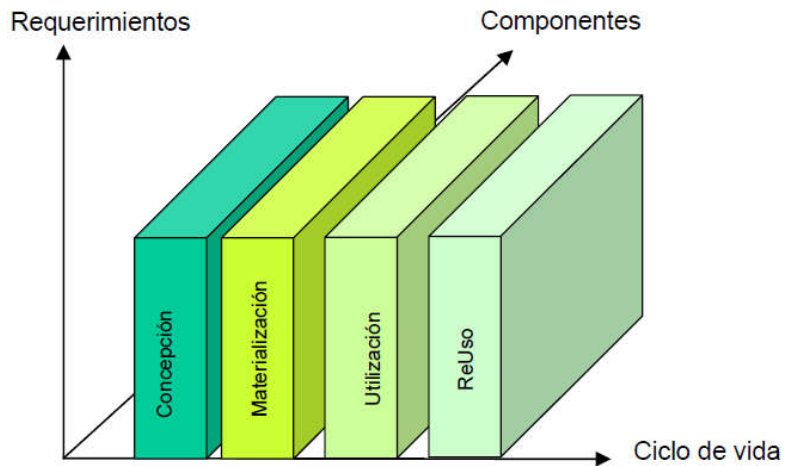 Requerimientos
Componentes
Concepción
Materialización
Utilización
ReUso
Ciclo de vida